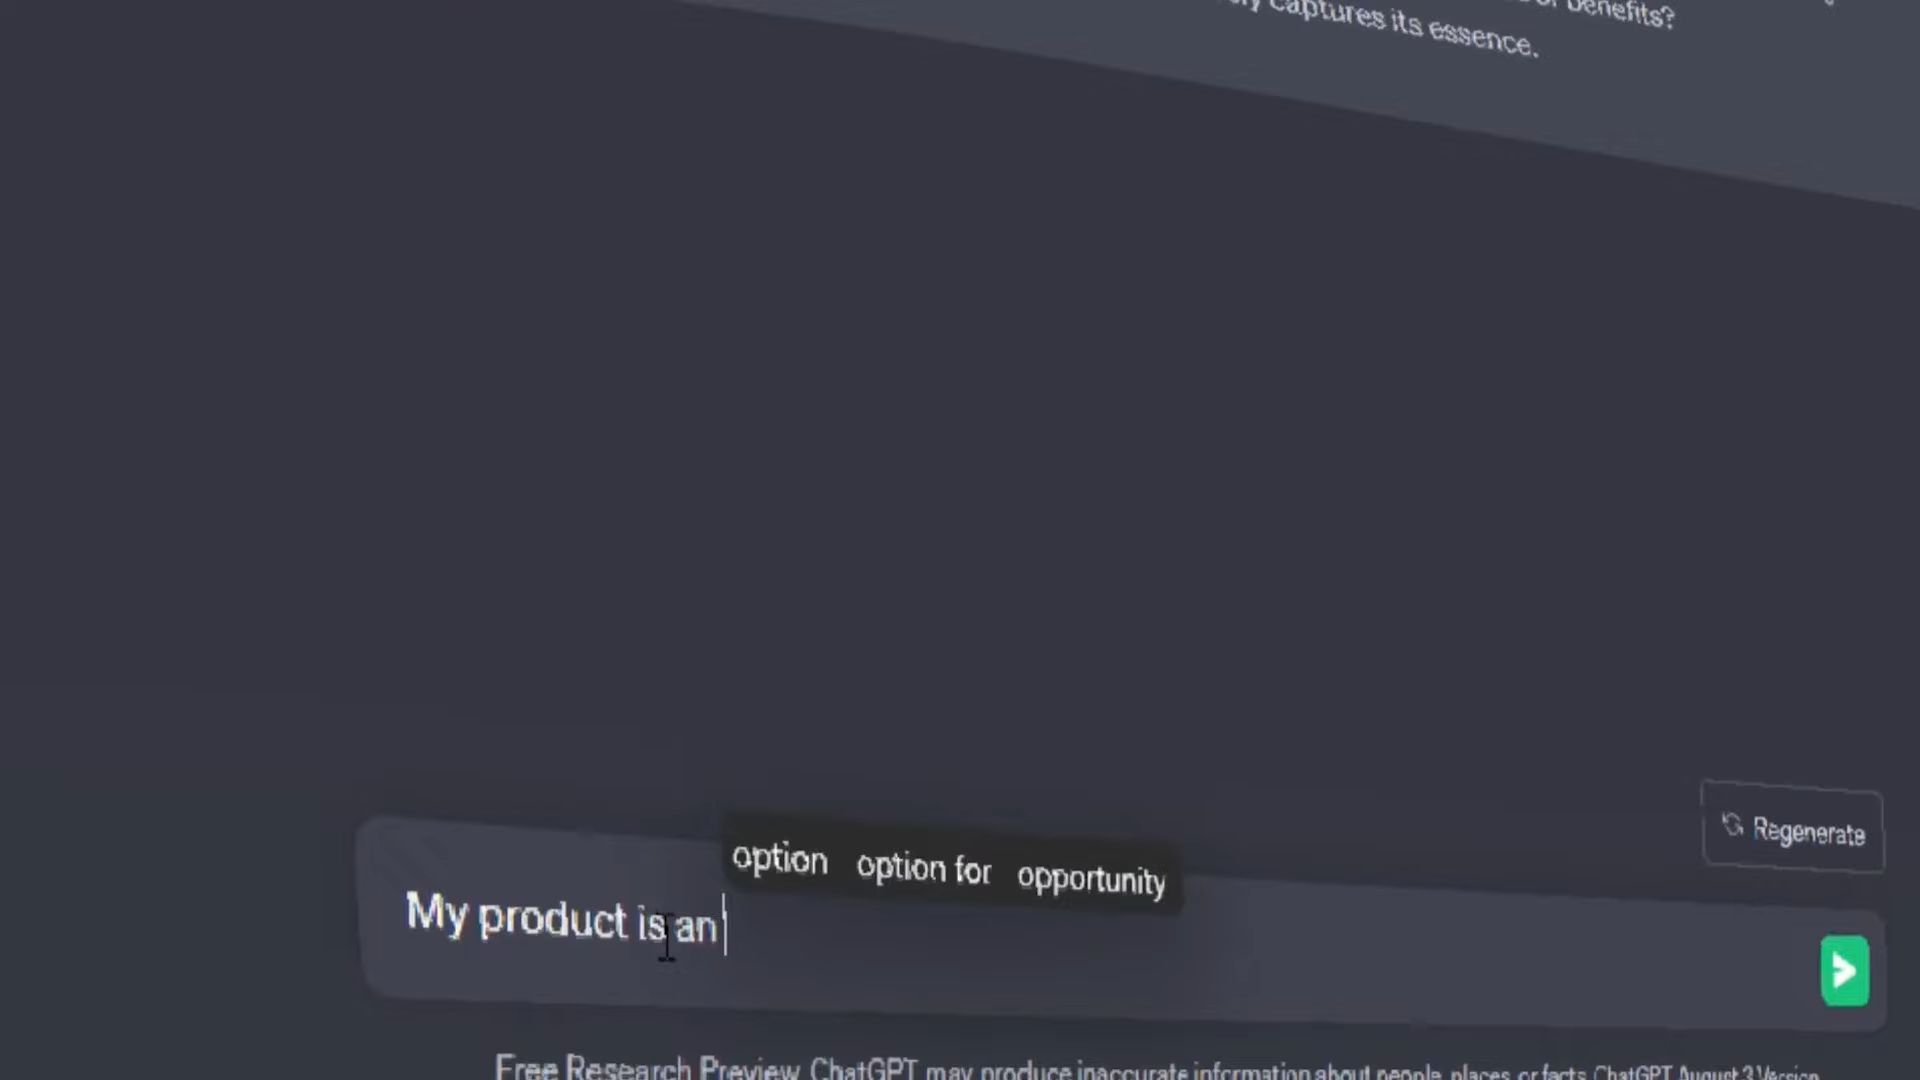 benefits?
captures its essence.
Regenerate
option option for opportunity
My product is an
Free Research Preview. ChatGPT may produce inaccurate information about people, places, or facts. ChatGPT August 3 Version